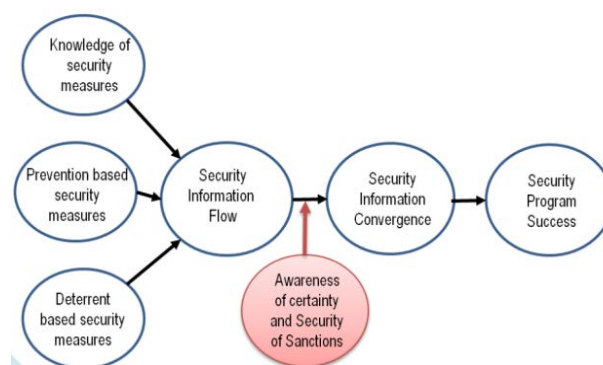 Knowledge of
security
measures
Prevention based
security
measures
Deterrent
based security
measures
Security
Information
Flow
Awareness
of certainty
and Security
of Sanctions
Security
Information
Convergence
Security
Program
Success